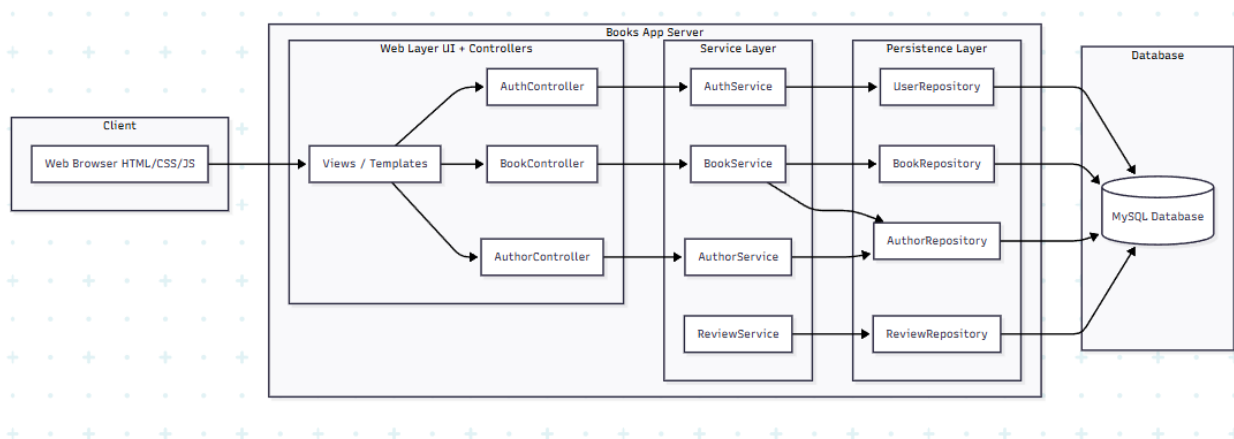 Books App Server
Web Layer UI + Controllers
Service Layer
Persistence Layer
Database
AuthController
AuthService
UserRepository
Client
Web Browser HTML/CSS/JS
Views / Templates
BookController
BookService
BookRepository
MySQL Database
AuthorController
AuthorService
AuthorRepository
ReviewService
ReviewRepository